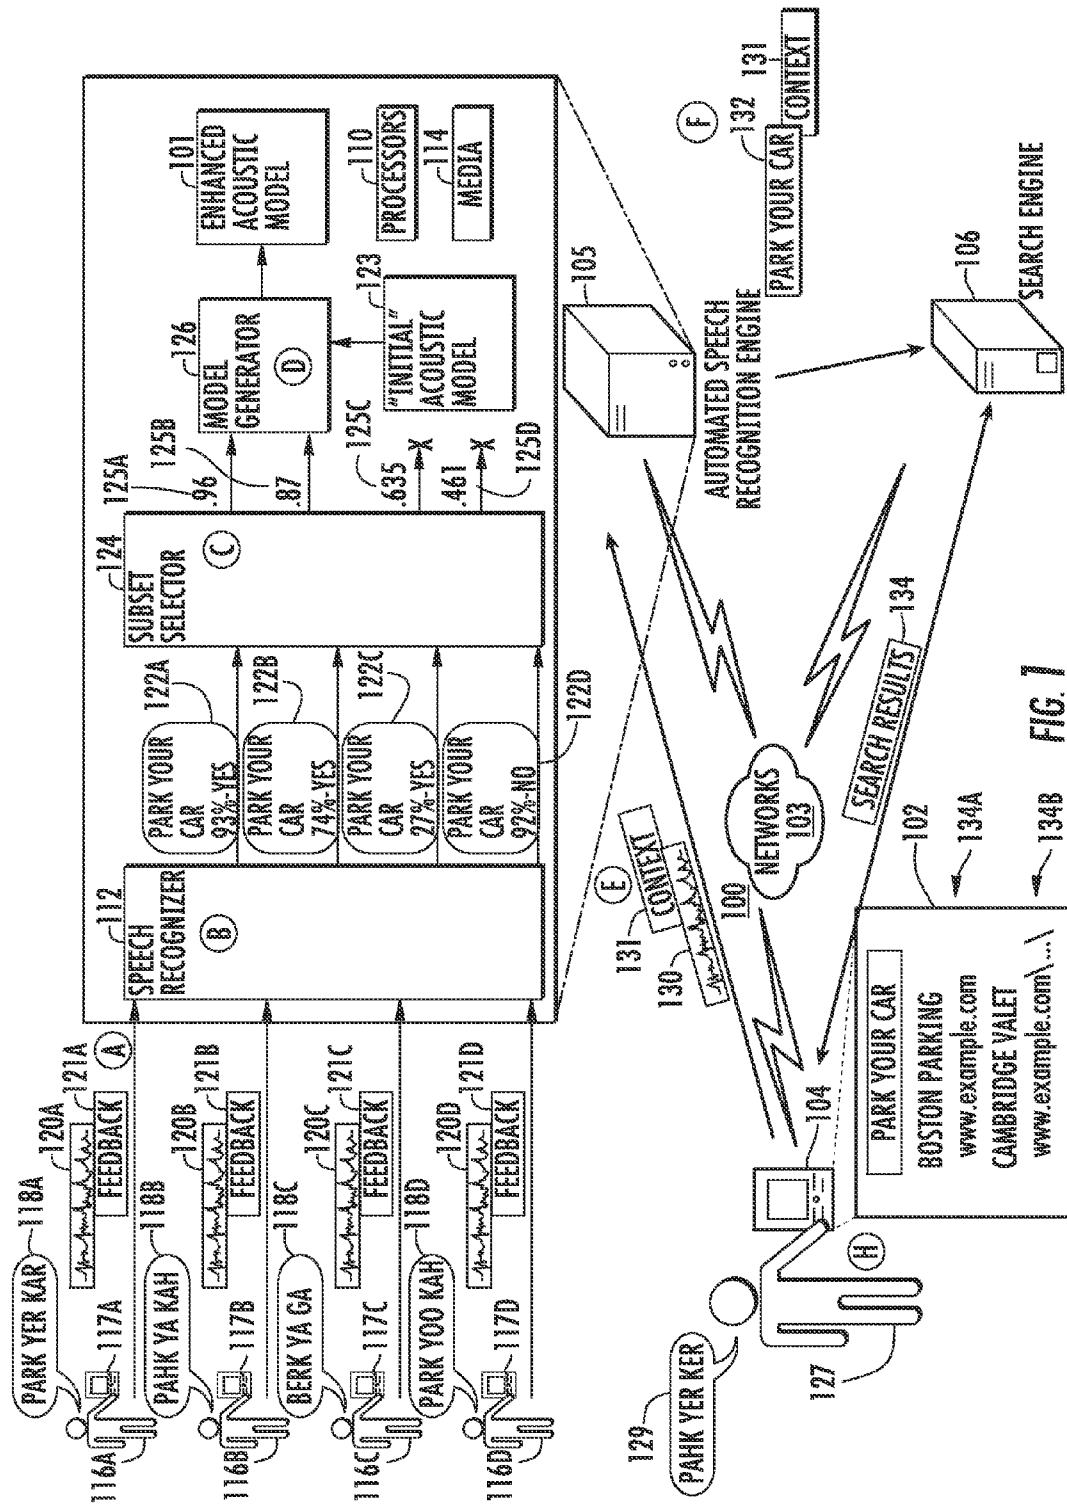 116A
117A
PARK YER KAR
118A
120A
121A
FEEDBACK
A
116B
117B
PAHK YA KAH
118B
120B
121B
FEEDBACK
116C
117C
BERK YA GA
118C
120C
121C
FEEDBACK
116D
117D
PARK YOO KAH
118D
120D
121D
FEEDBACK
112
SPEECH
RECOGNIZER
B
PARK YOUR
CAR
93%-YES
122A
PARK YOUR
CAR
74%-YES
122B
PARK YOUR
CAR
27%-YES
122C
PARK YOUR
CAR
92%-NO
122D
124
SUBSET
SELECTOR
C
125A
.96
125B
.87
125C
.635
X
.461
X
125D
126
MODEL
GENERATOR
D
123
"INITIAL"
ACOUSTIC
MODEL
101
ENHANCED
ACOUSTIC
MODEL
110
PROCESSORS
114
MEDIA
105
AUTOMATED SPEECH
RECOGNITION ENGINE
F
132
131
PARK YOUR CAR
CONTEXT
106
SEARCH ENGINE
E
131
CONTEXT
130
100
NETWORKS
103
SEARCH RESULTS
134
129
PAHK YER KER
127
H
104
102
PARK YOUR CAR
BOSTON PARKING
www.example.com
134A
CAMBRIDGE VALET
www.example.com\...\
134B
FIG. 1